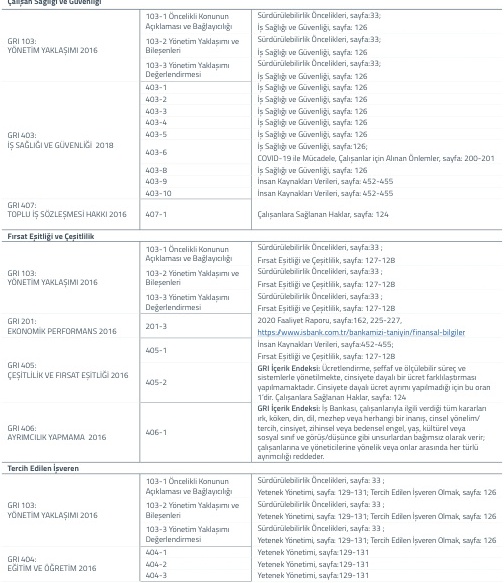 Çalışan Sağlığı ve Güvenliği
GRI 103:
YÖNETİM YAKLAŞIMI 2016
103-1 Öncelikli Konunun
Açıklaması ve Bağlayıcılığı
Sürdürülebilirlik Öncelikleri, sayfa:33;
İş Sağlığı ve Güvenliği, sayfa: 126
103-2 Yönetim Yaklaşımı ve
Bileşenleri
Sürdürülebilirlik Öncelikleri, sayfa:33;
İş Sağlığı ve Güvenliği, sayfa: 126
103-3 Yönetim Yaklaşımı
Değerlendirmesi
Sürdürülebilirlik Öncelikleri, sayfa:33;
İş Sağlığı ve Güvenliği, sayfa: 126
GRI 403:
İŞ SAĞLIĞI VE GÜVENLİĞİ 2018
403-1
İş Sağlığı ve Güvenliği, sayfa: 126
403-2
İş Sağlığı ve Güvenliği, sayfa: 126
403-3
İş Sağlığı ve Güvenliği, sayfa: 126
403-4
İş Sağlığı ve Güvenliği, sayfa: 126
403-5
İş Sağlığı ve Güvenliği, sayfa: 126
403-6
İş Sağlığı ve Güvenliği, sayfa:126;
COVID-19 ile Mücadele, Çalışanlar için Alınan Önlemler, sayfa: 200-201
403-8
İş Sağlığı ve Güvenliği, sayfa: 126
403-9
İnsan Kaynakları Verileri, sayfa: 452-455
403-10
İnsan Kaynakları Verileri, sayfa: 452-455
GRI 407:
TOPLU İŞ SÖZLEŞMESİ HAKKI 2016
407-1
Çalışanlara Sağlanan Haklar, sayfa: 124
Fırsat Eşitliği ve Çeşitlilik
GRI 103:
YÖNETİM YAKLAŞIMI 2016
103-1 Öncelikli Konunun
Açıklaması ve Bağlayıcılığı
Sürdürülebilirlik Öncelikleri, sayfa:33 ;
Fırsat Eşitliği ve Çeşitlilik, sayfa: 127-128
103-2 Yönetim Yaklaşımı ve
Bileşenleri
Sürdürülebilirlik Öncelikleri, sayfa:33 ;
Fırsat Eşitliği ve Çeşitlilik, sayfa: 127-128
103-3 Yönetim Yaklaşımı
Değerlendirmesi
Sürdürülebilirlik Öncelikleri, sayfa:33 ;
Fırsat Eşitliği ve Çeşitlilik, sayfa: 127-128
GRI 201:
EKONOMİK PERFORMANS 2016
201-3
2020 Faaliyet Raporu, sayfa:162, 225-227,
https://www.isbank.com.tr/bankamizi-taniyin/finansal-bilgiler
GRI 405:
ÇEŞİTLİLİK VE FIRSAT EŞİTLİĞİ 2016
405-1
İnsan Kaynakları Verileri, sayfa:452-455;
Fırsat Eşitliği ve Çeşitlilik, sayfa: 127-128
405-2
GRI İçerik Endeksi: Ücretlendirme, şeffaf ve ölçülebilir süreç ve
sistemlerle yönetilmekte, cinsiyete dayalı bir ücret farklılaştırması
yapılmamaktadır. Cinsiyete dayalı ücret ayrımı yapılmadığı için bu oran
1'dir. Çalışanlara Sağlanan Haklar, sayfa: 124
GRI 406:
AYRIMCILIK YAPMAMA 2016
406-1
GRI İçerik Endeksi: İş Bankası, çalışanlarıyla ilgili verdiği tüm kararları
ırk, köken, din, dil, mezhep veya herhangi bir inanış, cinsel yönelim/
tercih, cinsiyet, zihinsel veya bedensel engel, yaş, kültürel veya
sosyal sınıf ve görüş/düşünce gibi unsurlardan bağımsız olarak verir;
çalışanlarına ve yöneticilerine yönelik veya onlar arasında her türlü
ayrımcılığı reddeder.
Tercih Edilen İşveren
GRI 103:
YÖNETİM YAKLAŞIMI 2016
103-1 Öncelikli Konunun
Açıklaması ve Bağlayıcılığı
Sürdürülebilirlik Öncelikleri, sayfa: 33 ;
Yetenek Yönetimi, sayfa: 129-131; Tercih Edilen İşveren Olmak, sayfa: 126
103-2 Yönetim Yaklaşımı ve
Bileşenleri
Sürdürülebilirlik Öncelikleri, sayfa: 33 ;
Yetenek Yönetimi, sayfa: 129-131; Tercih Edilen İşveren Olmak, sayfa: 126
103-3 Yönetim Yaklaşımı
Değerlendirmesi
Sürdürülebilirlik Öncelikleri, sayfa: 33 ;
Yetenek Yönetimi, sayfa: 129-131; Tercih Edilen İşveren Olmak, sayfa: 126
GRI 404:
EĞİTİM VE ÖĞRETİM 2016
404-1
Yetenek Yönetimi, sayfa:129-131
404-2
Yetenek Yönetimi, sayfa:129-131
404-3
Yetenek Yönetimi, sayfa:129-131